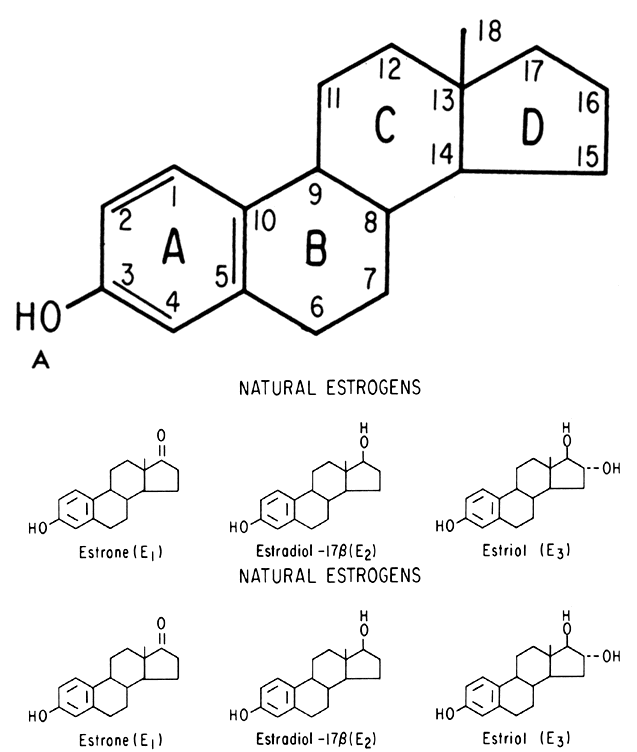 18
12
17
11
13
16
C
D
14
15
1
9
2
10
8
A
B
3
5
7
4
6
HO
A
NATURAL ESTROGENS
O
H
O
H
O
OH
HO
HO
HO
Estrone (E₁)
Estradiol -17β(E₂)
Estriol (E₃)
NATURAL ESTROGENS
O
H
O
H
O
OH
HO
HO
HO
Estrone (E₁)
Estradiol -17β(E₂)
Estriol (E₃)